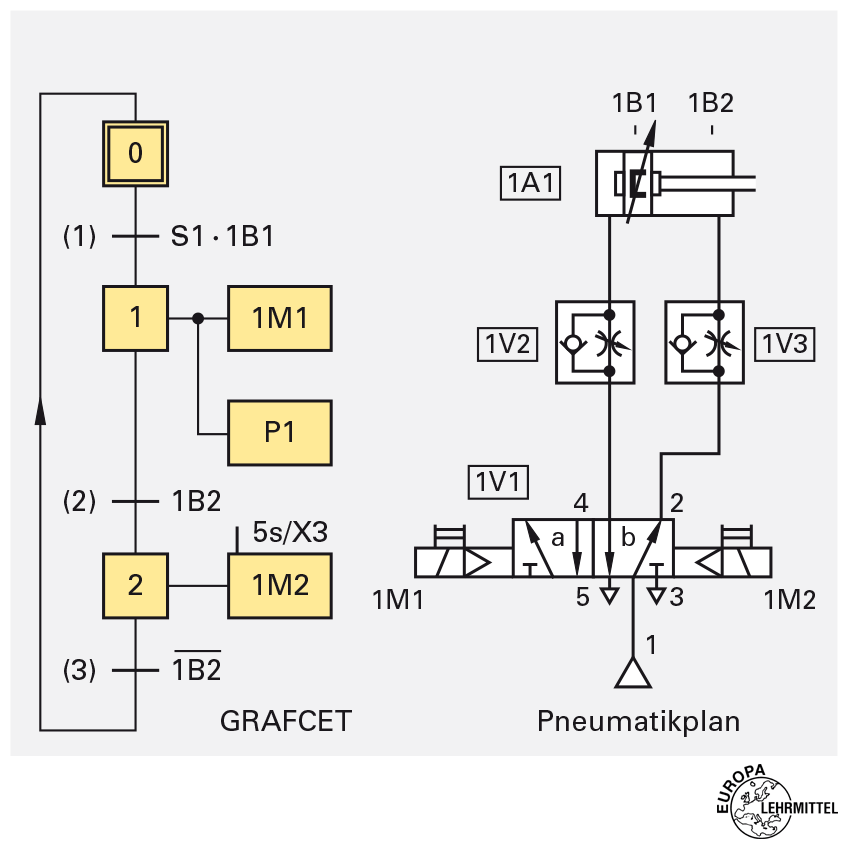 0
(1) S1 · 1B1
1 1M1
P1
(2) 1B2
5s/X3
2 1M2
(3) 1B2
GRAFCET
1B1 1B2
1A1
1V2 1V3
1V1
4 2
a b
1M1 5 3 1M2
1
Pneumatikplan
EUROPA
LEHRMITTEL